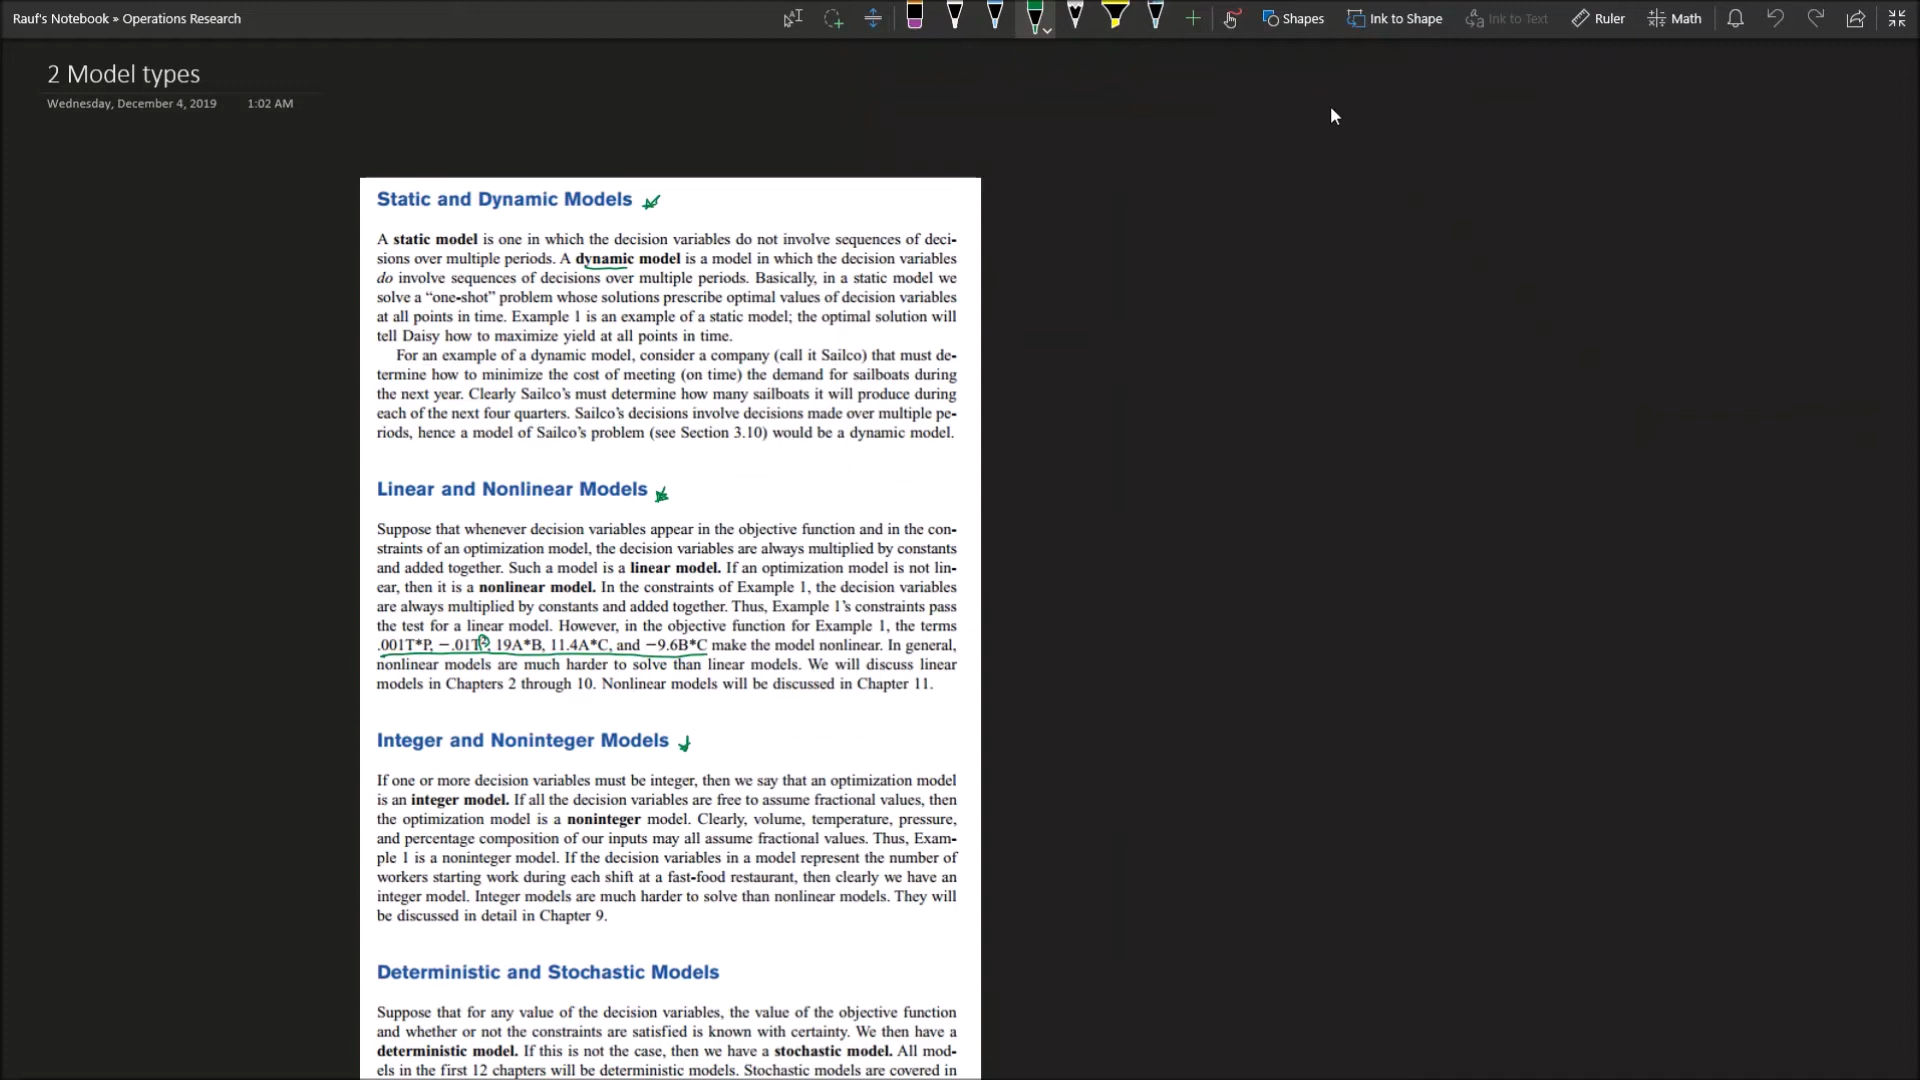 Rauf's Notebook » Operations Research
Shapes
Ink to Shape
Ink to Text
Ruler
Math
2 Model types
Wednesday, December 4, 2019 1:02 AM
Static and Dynamic Models
A static model is one in which the decision variables do not involve sequences of deci-
sions over multiple periods. A dynamic model is a model in which the decision variables
do involve sequences of decisions over multiple periods. Basically, in a static model we
solve a “one-shot” problem whose solutions prescribe optimal values of decision variables
at all points in time. Example 1 is an example of a static model; the optimal solution will
tell Daisy how to maximize yield at all points in time.
For an example of a dynamic model, consider a company (call it Sailco) that must de-
termine how to minimize the cost of meeting (on time) the demand for sailboats during
the next year. Clearly Sailco's must determine how many sailboats it will produce during
each of the next four quarters. Sailco's decisions involve decisions made over multiple pe-
riods, hence a model of Sailco's problem (see Section 3.10) would be a dynamic model.
Linear and Nonlinear Models
Suppose that whenever decision variables appear in the objective function and in the con-
straints of an optimization model, the decision variables are always multiplied by constants
and added together. Such a model is a linear model. If an optimization model is not lin-
ear, then it is a nonlinear model. In the constraints of Example 1, the decision variables
are always multiplied by constants and added together. Thus, Example 1's constraints pass
the test for a linear model. However, in the objective function for Example 1, the terms
.001T*P, −.01T², 19A*B, 11.4A*C, and −9.6B*C make the model nonlinear. In general,
nonlinear models are much harder to solve than linear models. We will discuss linear
models in Chapters 2 through 10. Nonlinear models will be discussed in Chapter 11.
Integer and Noninteger Models
If one or more decision variables must be integer, then we say that an optimization model
is an integer model. If all the decision variables are free to assume fractional values, then
the optimization model is a noninteger model. Clearly, volume, temperature, pressure,
and percentage composition of our inputs may all assume fractional values. Thus, Exam-
ple 1 is a noninteger model. If the decision variables in a model represent the number of
workers starting work during each shift at a fast-food restaurant, then clearly we have an
integer model. Integer models are much harder to solve than nonlinear models. They will
be discussed in detail in Chapter 9.
Deterministic and Stochastic Models
Suppose that for any value of the decision variables, the value of the objective function
and whether or not the constraints are satisfied is known with certainty. We then have a
deterministic model. If this is not the case, then we have a stochastic model. All mod-
els in the first 12 chapters will be deterministic models. Stochastic models are covered in